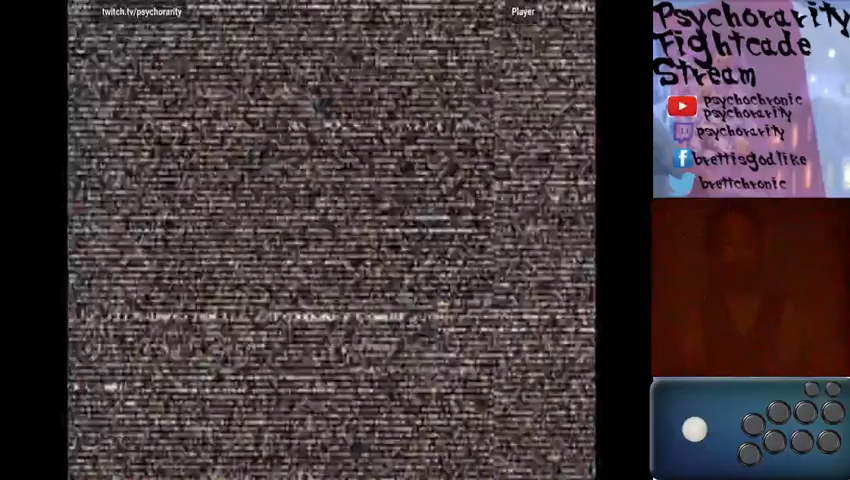 twitch.tv/psychorarity
Player
Psychorarity
Fightcade
Stream
psychochronic
psychorarity
psychorarity
brettisgodlike
brettchronic